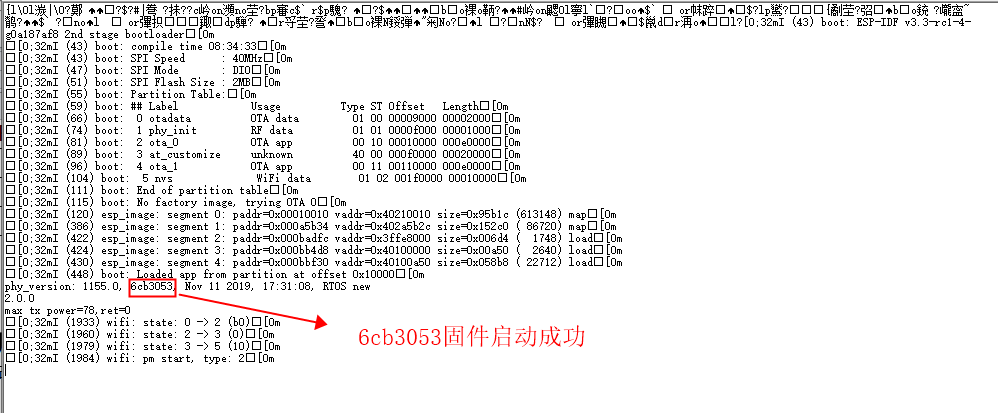 boot: ESP-IDF v3.3-rc1-4-
g0a187af8 2nd stage bootloader□[0m
□[0;32mI (43) boot: compile time 08:34:33□[0m
□[0;32mI (43) boot: SPI Speed      : 40MHz□[0m
□[0;32mI (47) boot: SPI Mode       : DIO□[0m
□[0;32mI (51) boot: SPI Flash Size : 2MB□[0m
□[0;32mI (55) boot: Partition Table:□[0m
□[0;32mI (59) boot: ## Label            Usage          Type ST Offset   Length□[0m
□[0;32mI (66) boot:  0 otadata          OTA data         01 00 00009000 00002000□[0m
□[0;32mI (74) boot:  1 phy_init         RF data          01 01 0000f000 00001000□[0m
□[0;32mI (81) boot:  2 ota_0            OTA app          00 10 00010000 000e0000□[0m
□[0;32mI (89) boot:  3 at_customize     unknown          40 00 000f0000 00020000□[0m
□[0;32mI (96) boot:  4 ota_1            OTA app          00 11 00110000 000e0000□[0m
□[0;32mI (104) boot:  5 nvs              WiFi data        01 02 001f0000 00010000□[0m
□[0;32mI (111) boot: End of partition table□[0m
□[0;32mI (115) boot: No factory image, trying OTA 0□[0m
□[0;32mI (120) esp_image: segment 0: paddr=0x00010010 vaddr=0x40210010 size=0x95b1c (613148) map□[0m
□[0;32mI (386) esp_image: segment 1: paddr=0x000a5b34 vaddr=0x402a5b2c size=0x152c0 ( 86720) map□[0m
□[0;32mI (422) esp_image: segment 2: paddr=0x000badfc vaddr=0x3ffe8000 size=0x006d4 (  1748) load□[0m
□[0;32mI (424) esp_image: segment 3: paddr=0x000bb4d8 vaddr=0x40100000 size=0x00a50 (  2640) load□[0m
□[0;32mI (430) esp_image: segment 4: paddr=0x000bbf30 vaddr=0x40100a50 size=0x058b8 ( 22712) load□[0m
□[0;32mI (448) boot: Loaded app from partition at offset 0x10000□[0m
phy_version: 1155.0, 6cb3053, Nov 11 2019, 17:31:08, RTOS new
2.0.0
max tx power=78,ret=0
□[0;32mI (1933) wifi: state: 0 -> 2 (b0)□[0m
□[0;32mI (1960) wifi: state: 2 -> 3 (0)□[0m
□[0;32mI (1979) wifi: state: 3 -> 5 (10)□[0m
□[0;32mI (1984) wifi: pm start, type: 2□[0m
6cb3053固件启动成功